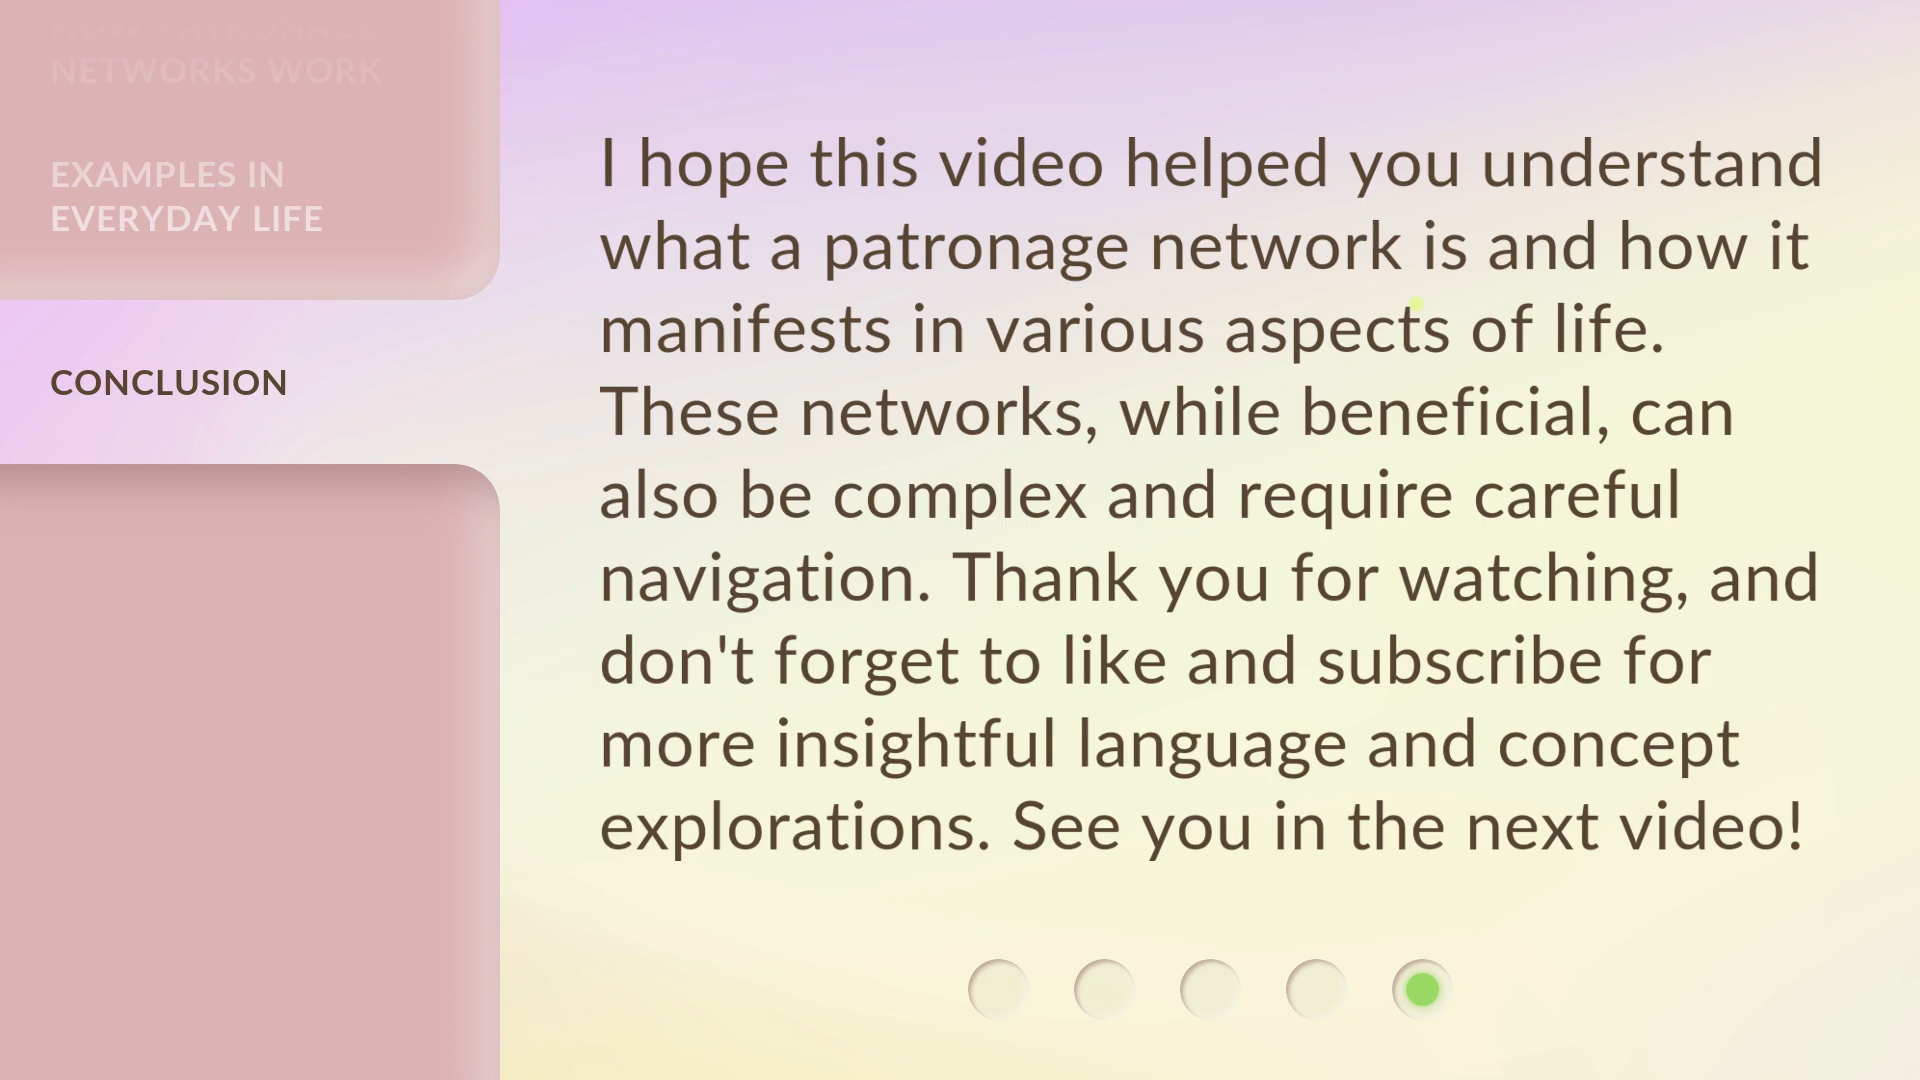 HOW PATRONAGE
NETWORKS WORK
EXAMPLES IN
EVERYDAY LIFE
CONCLUSION
I hope this video helped you understand
what a patronage network is and how it
manifests in various aspects of life.
These networks, while beneficial, can
also be complex and require careful
navigation. Thank you for watching, and
don't forget to like and subscribe for
more insightful language and concept
explorations. See you in the next video!